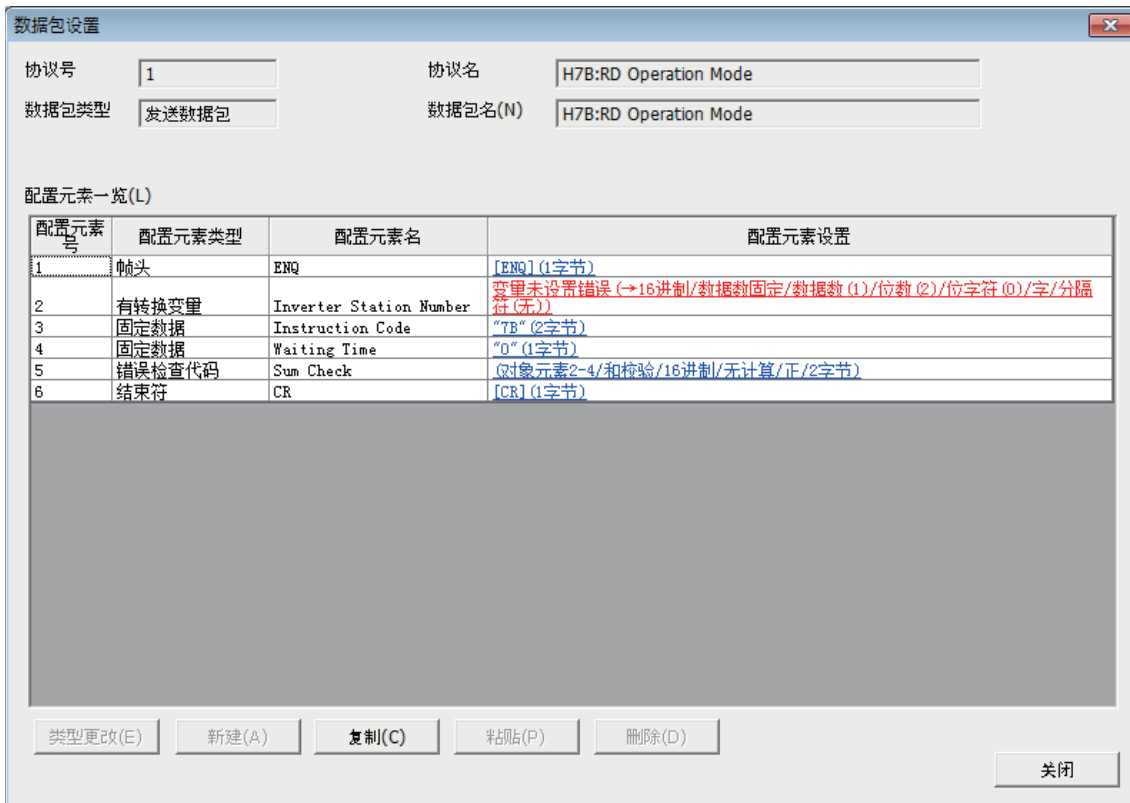 数据包设置
协议号 1 协议名 H7B:RD Operation Mode
数据包类型 发送数据包 数据包名(N) H7B:RD Operation Mode
配置元素一览(L)
配置元素号 配置元素类型 配置元素名 配置元素设置
1 帧头 ENQ [ENQ](1字节)
2 有转换变量 Inverter Station Number 变量未设置错误(→16进制/数据数固定/数据数(1)/位数(2)/位字符(0)/字/分隔符(无))
3 固定数据 Instruction Code "7B"(2字节)
4 固定数据 Waiting Time "0"(1字节)
5 错误检查代码 Sum Check (对象元素2-4/和校验/16进制/无计算/正/2字节)
6 结束符 CR [CR](1字节)
类型更改(E) 新建(A) 复制(C) 粘贴(P) 删除(D)
关闭